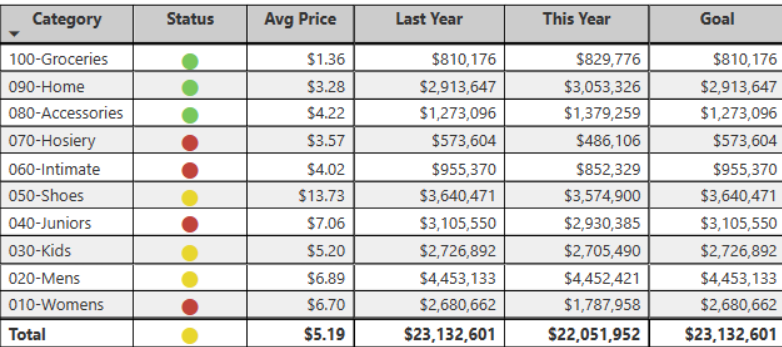 Category Status Avg Price Last Year This Year Goal
100-Groceries $1.36 $810,176 $829,776 $810,176
090-Home $3.28 $2,913,647 $3,053,326 $2,913,647
080-Accessories $4.22 $1,273,096 $1,379,259 $1,273,096
070-Hosiery $3.57 $573,604 $486,106 $573,604
060-Intimate $4.02 $955,370 $852,329 $955,370
050-Shoes $13.73 $3,640,471 $3,574,900 $3,640,471
040-Juniors $7.06 $3,105,550 $2,930,385 $3,105,550
030-Kids $5.20 $2,726,892 $2,705,490 $2,726,892
020-Mens $6.89 $4,453,133 $4,452,421 $4,453,133
010-Womens $6.70 $2,680,662 $1,787,958 $2,680,662
Total $5.19 $23,132,601 $22,051,952 $23,132,601